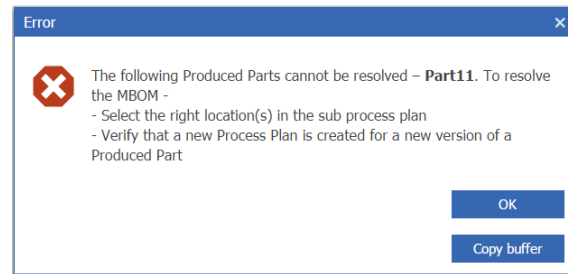 Error
The following Produced Parts cannot be resolved – Part11. To resolve
the MBOM -
- Select the right location(s) in the sub process plan
- Verify that a new Process Plan is created for a new version of a
Produced Part
OK
Copy buffer